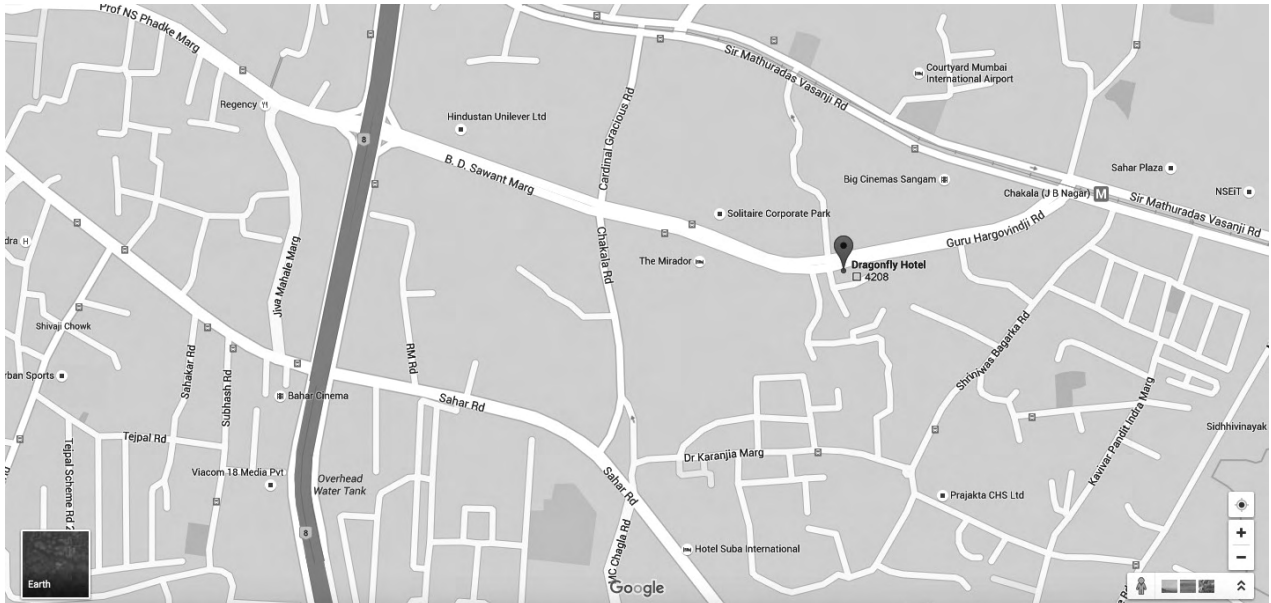 Prof NS Phadke Marg
Sir Mathuradas Vasanji Rd
Courtyard Mumbai
International Airport
Regency
Hindustan Unilever Ltd
Cardinal Gracious Rd
8
B. D. Sawant Marg
Sahar Plaza
Big Cinemas Sangam
Chakala (J B Nagar)
M
NSEiT
Sir Mathuradas Vasanji Rd
Solitaire Corporate Park
Guru Hargovindji Rd
dra
H
Jiva Mahale Marg
Chakala Rd
The Mirador
Dragonfly Hotel
4208
Shivaji Chowk
Sahakar Rd
Subhash Rd
RM Rd
Shriniwas Bagarka Rd
rban Sports
Bahar Cinema
Sahar Rd
Kavivar Pandit Indra Marg
Sidhhivinayak
Tejpal Rd
Tejpal Scheme Rd 2
Viacom 18 Media Pvt
Overhead
Water Tank
Dr Karanjia Marg
Sahar Rd
Prajakta CHS Ltd
8
MC Chagla Rd
Hotel Suba International
Earth
Google